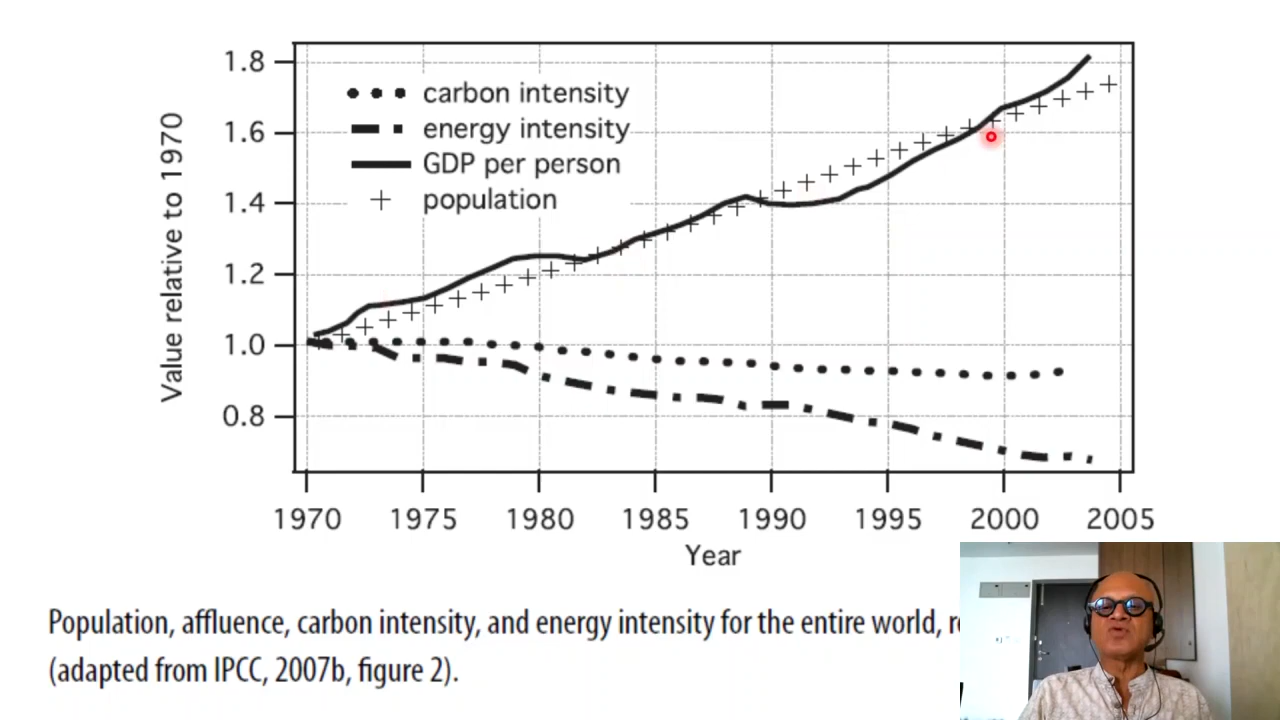 1.8
1.6
1.4
1.2
1.0
0.8
Value relative to 1970
carbon intensity
energy intensity
GDP per person
population
1970 1975 1980 1985 1990 1995 2000 2005
Year
Population, affluence, carbon intensity, and energy intensity for the entire world,
(adapted from IPCC, 2007b, figure 2).